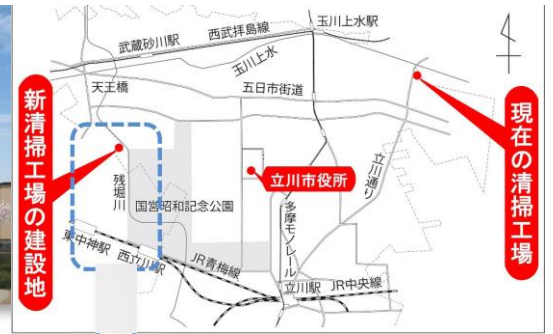 玉川上水駅
西武拝島線
武蔵砂川駅
玉川上水
天王橋
五日市街道
新清掃工場の建設地
現在の清掃工場
立川通り
立川市役所
残堀川
国営昭和記念公園
多摩モノレール
東中神駅
西立川駅
JR青梅線
立川駅
JR中央線